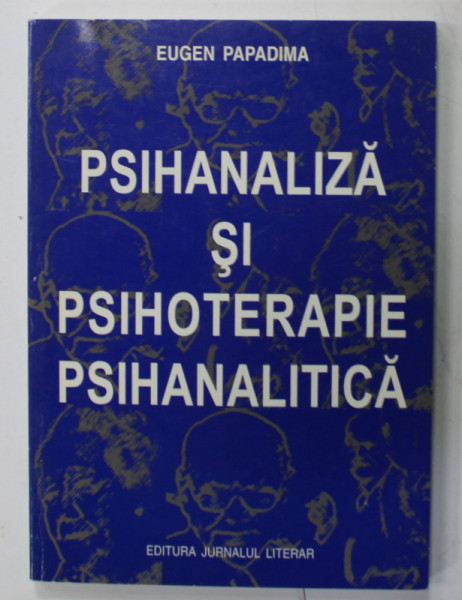 EUGEN PAPADIMA
PSIHANALIZĂ
ŞI
PSIHOTERAPIE
PSIHANALITICĂ
EDITURA JURNALUL LITERAR